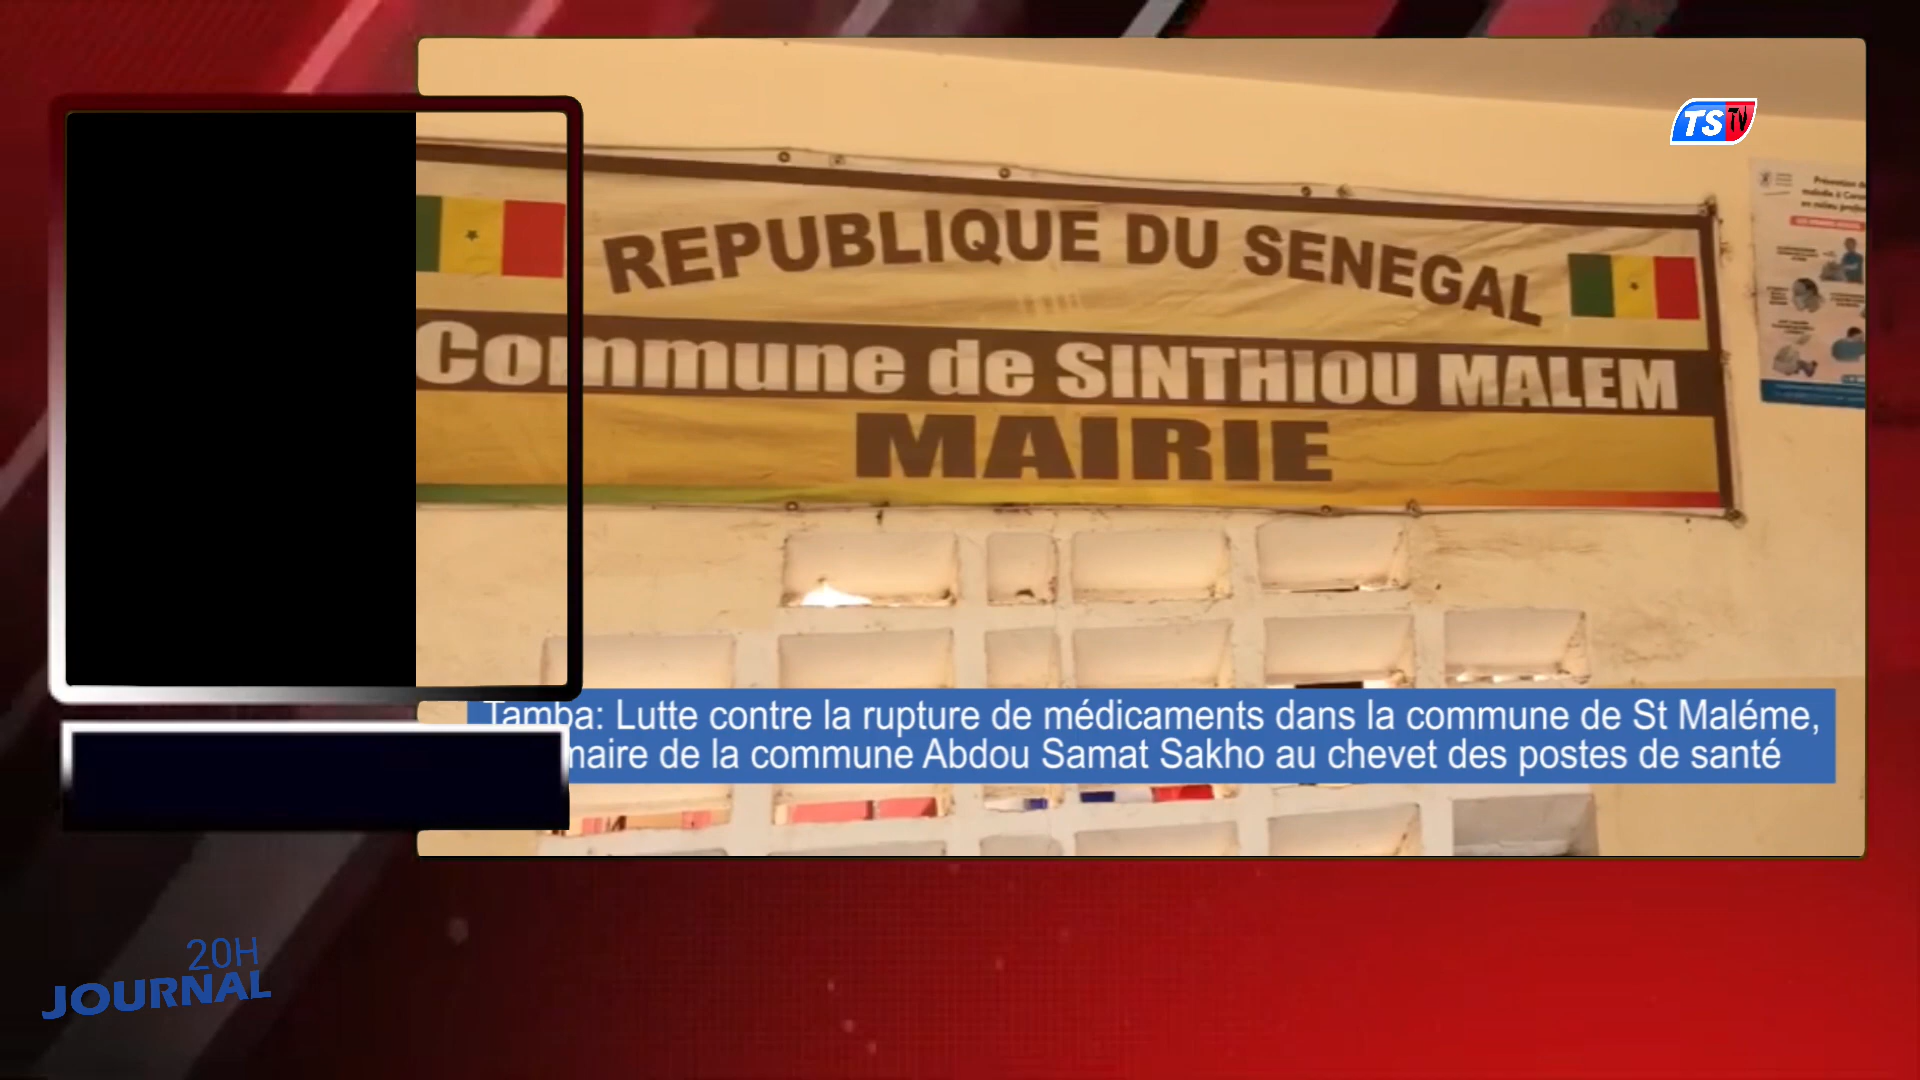 TS TV
REPUBLIQUE DU SENEGAL
Commune de SINTHIOU MALEM
MAIRIE
Tamba: Lutte contre la rupture de médicaments dans la commune de St Maléme,
maire de la commune Abdou Samat Sakho au chevet des postes de santé
20H
JOURNAL